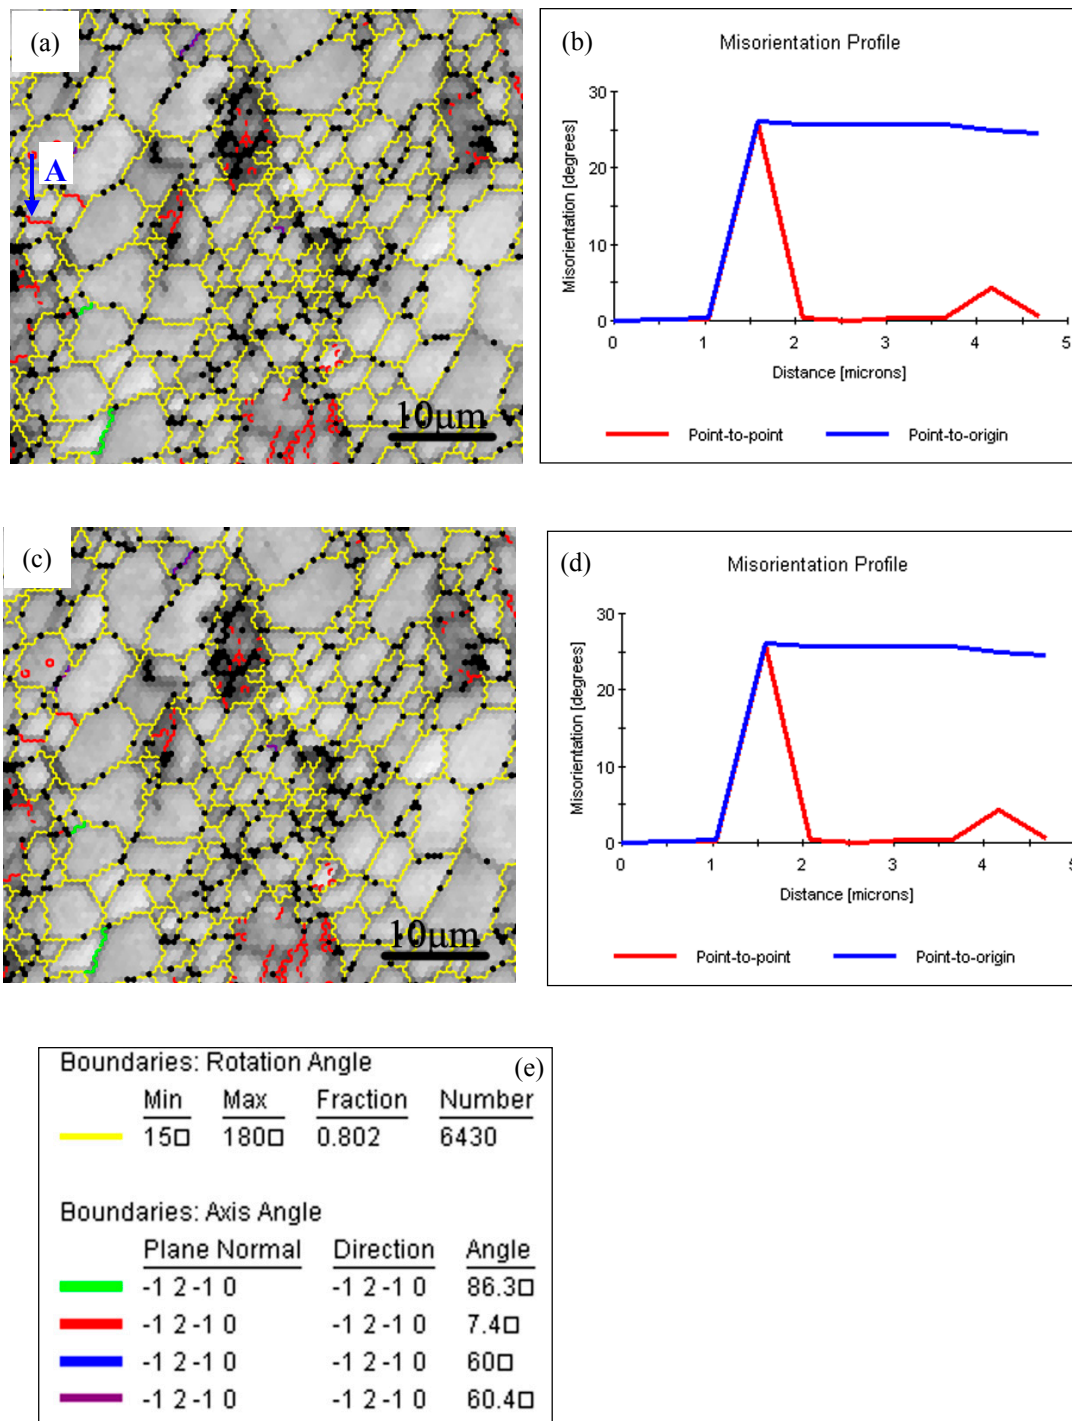 (a)
A
10μm
(b)
Misorientation Profile
Misorientation [degrees]
30
20
10
0
0 1 2 3 4 5
Distance [microns]
Point-to-point Point-to-origin
(c)
10μm
(d)
Misorientation Profile
Misorientation [degrees]
30
20
10
0
0 1 2 3 4 5
Distance [microns]
Point-to-point Point-to-origin
(e)
Boundaries: Rotation Angle
Min Max Fraction Number
15□ 180□ 0.802 6430
Boundaries: Axis Angle
Plane Normal Direction Angle
-1 2 -1 0 -1 2 -1 0 86.3□
-1 2 -1 0 -1 2 -1 0 7.4□
-1 2 -1 0 -1 2 -1 0 60□
-1 2 -1 0 -1 2 -1 0 60.4□